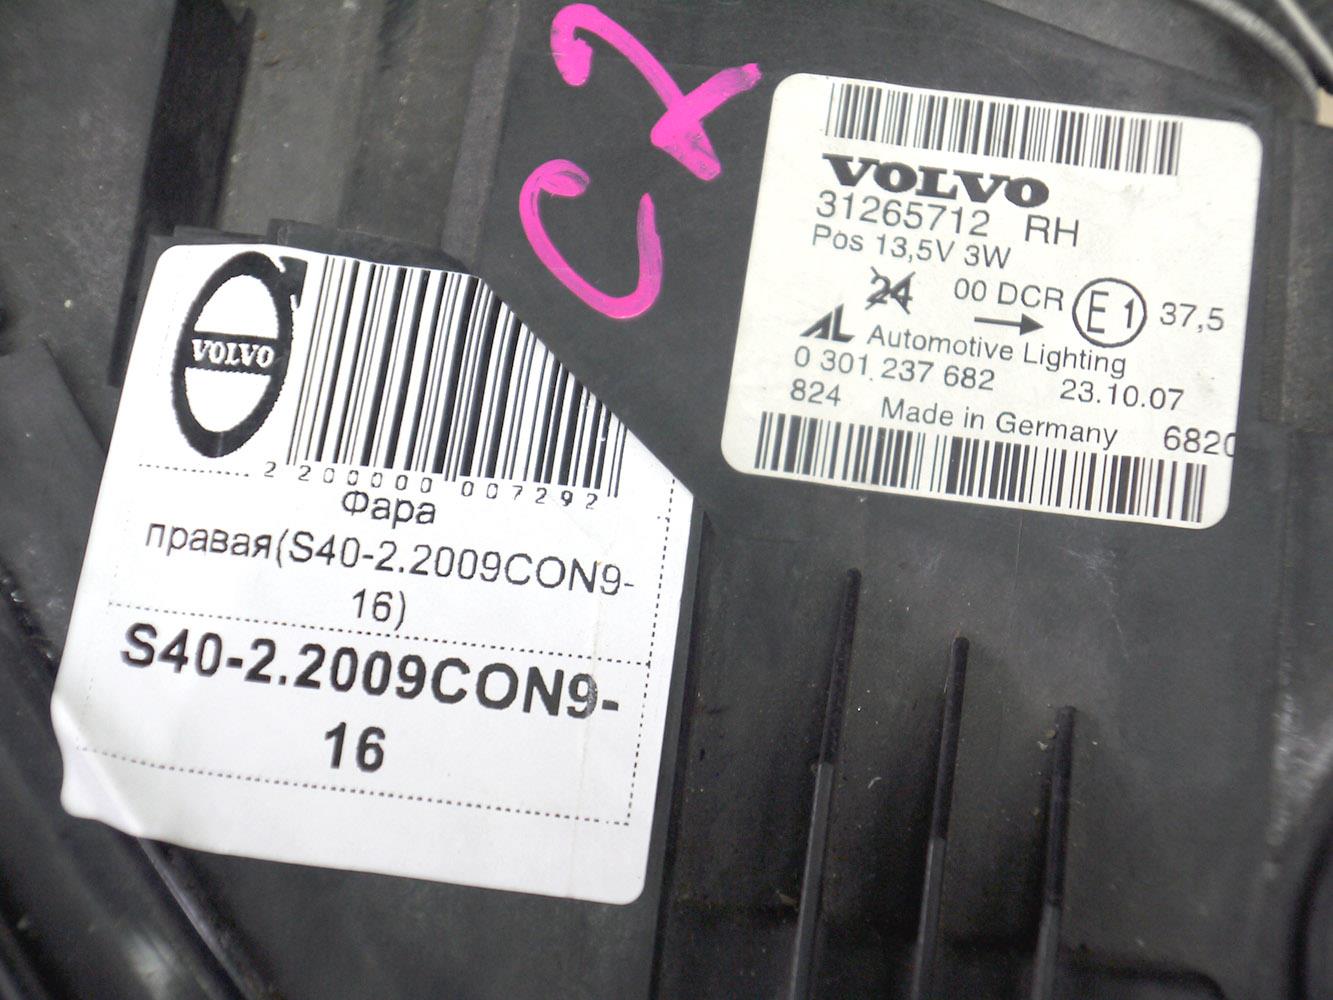 CX
VOLVO
31265712 RH
Pos 13,5V 3W
24 00 DCR E1 37,5
AL Automotive Lighting
0 301 237 682 23.10.07
824 Made in Germany 6820
VOLVO
2 200000 007292
Фара
правая(S40-2.2009CON9-
16)
S40-2.2009CON9-
16